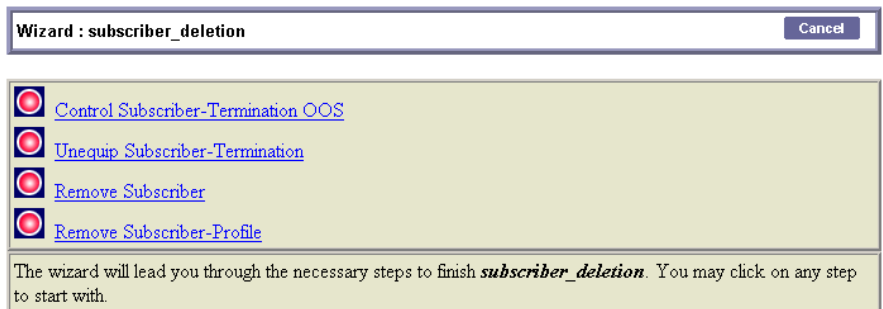 Wizard : subscriber_deletion
Cancel
Control Subscriber-Termination OOS
Unequip Subscriber-Termination
Remove Subscriber
Remove Subscriber-Profile
The wizard will lead you through the necessary steps to finish subscriber_deletion. You may click on any step
to start with.